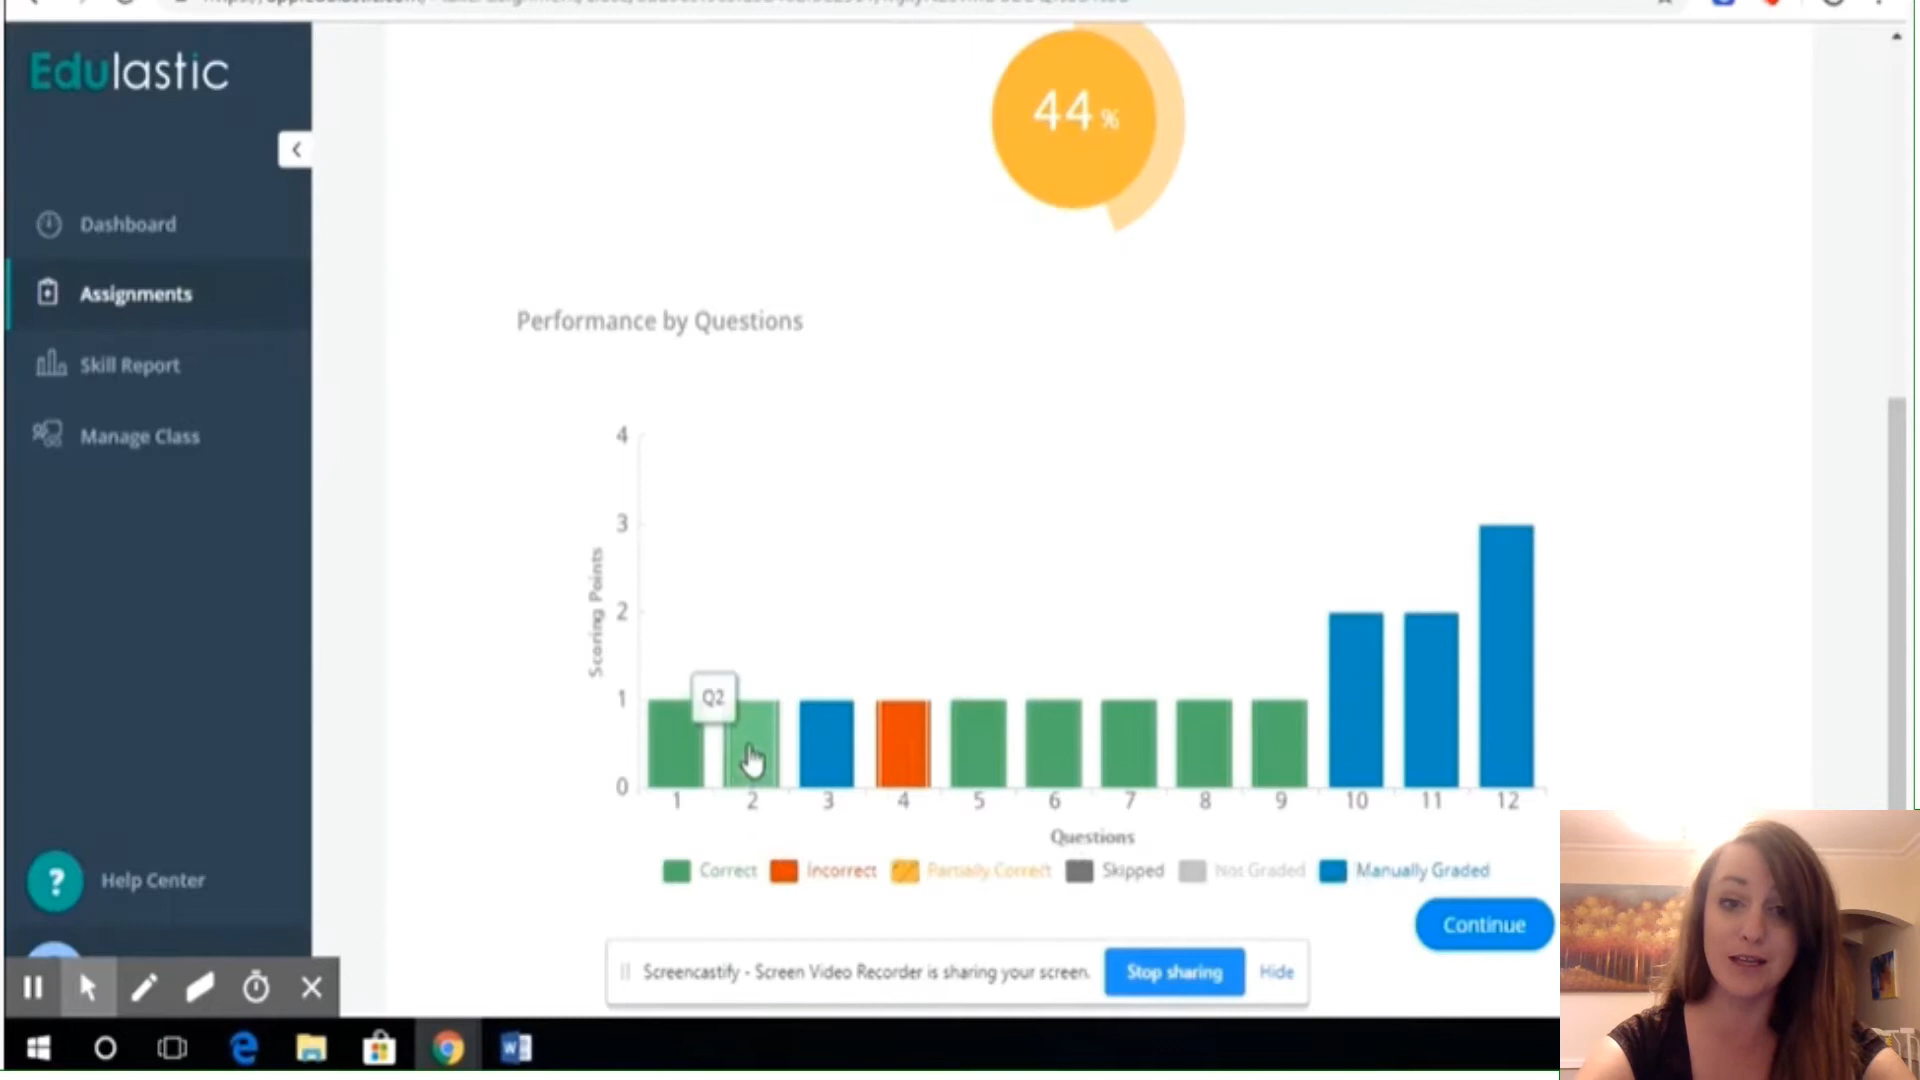 Edulastic
44 %
Dashboard
Assignments
Skill Report
Manage Class
Help Center
Performance by Questions
Scoring Points
4
3
2
1
0
Q2
1 2 3 4 5 6 7 8 9 10 11 12
Questions
Correct Incorrect Partially Correct Skipped Not Graded Manually Graded
Continue
Screencastify - Screen Video Recorder is sharing your screen. Stop sharing Hide